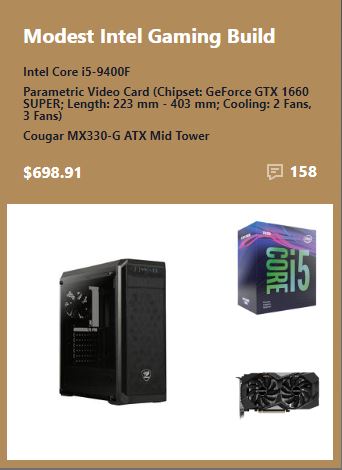 Modest Intel Gaming Build
Intel Core i5-9400F
Parametric Video Card (Chipset: GeForce GTX 1660
SUPER; Length: 223 mm - 403 mm; Cooling: 2 Fans,
3 Fans)
Cougar MX330-G ATX Mid Tower
$698.91
158
CORE i5